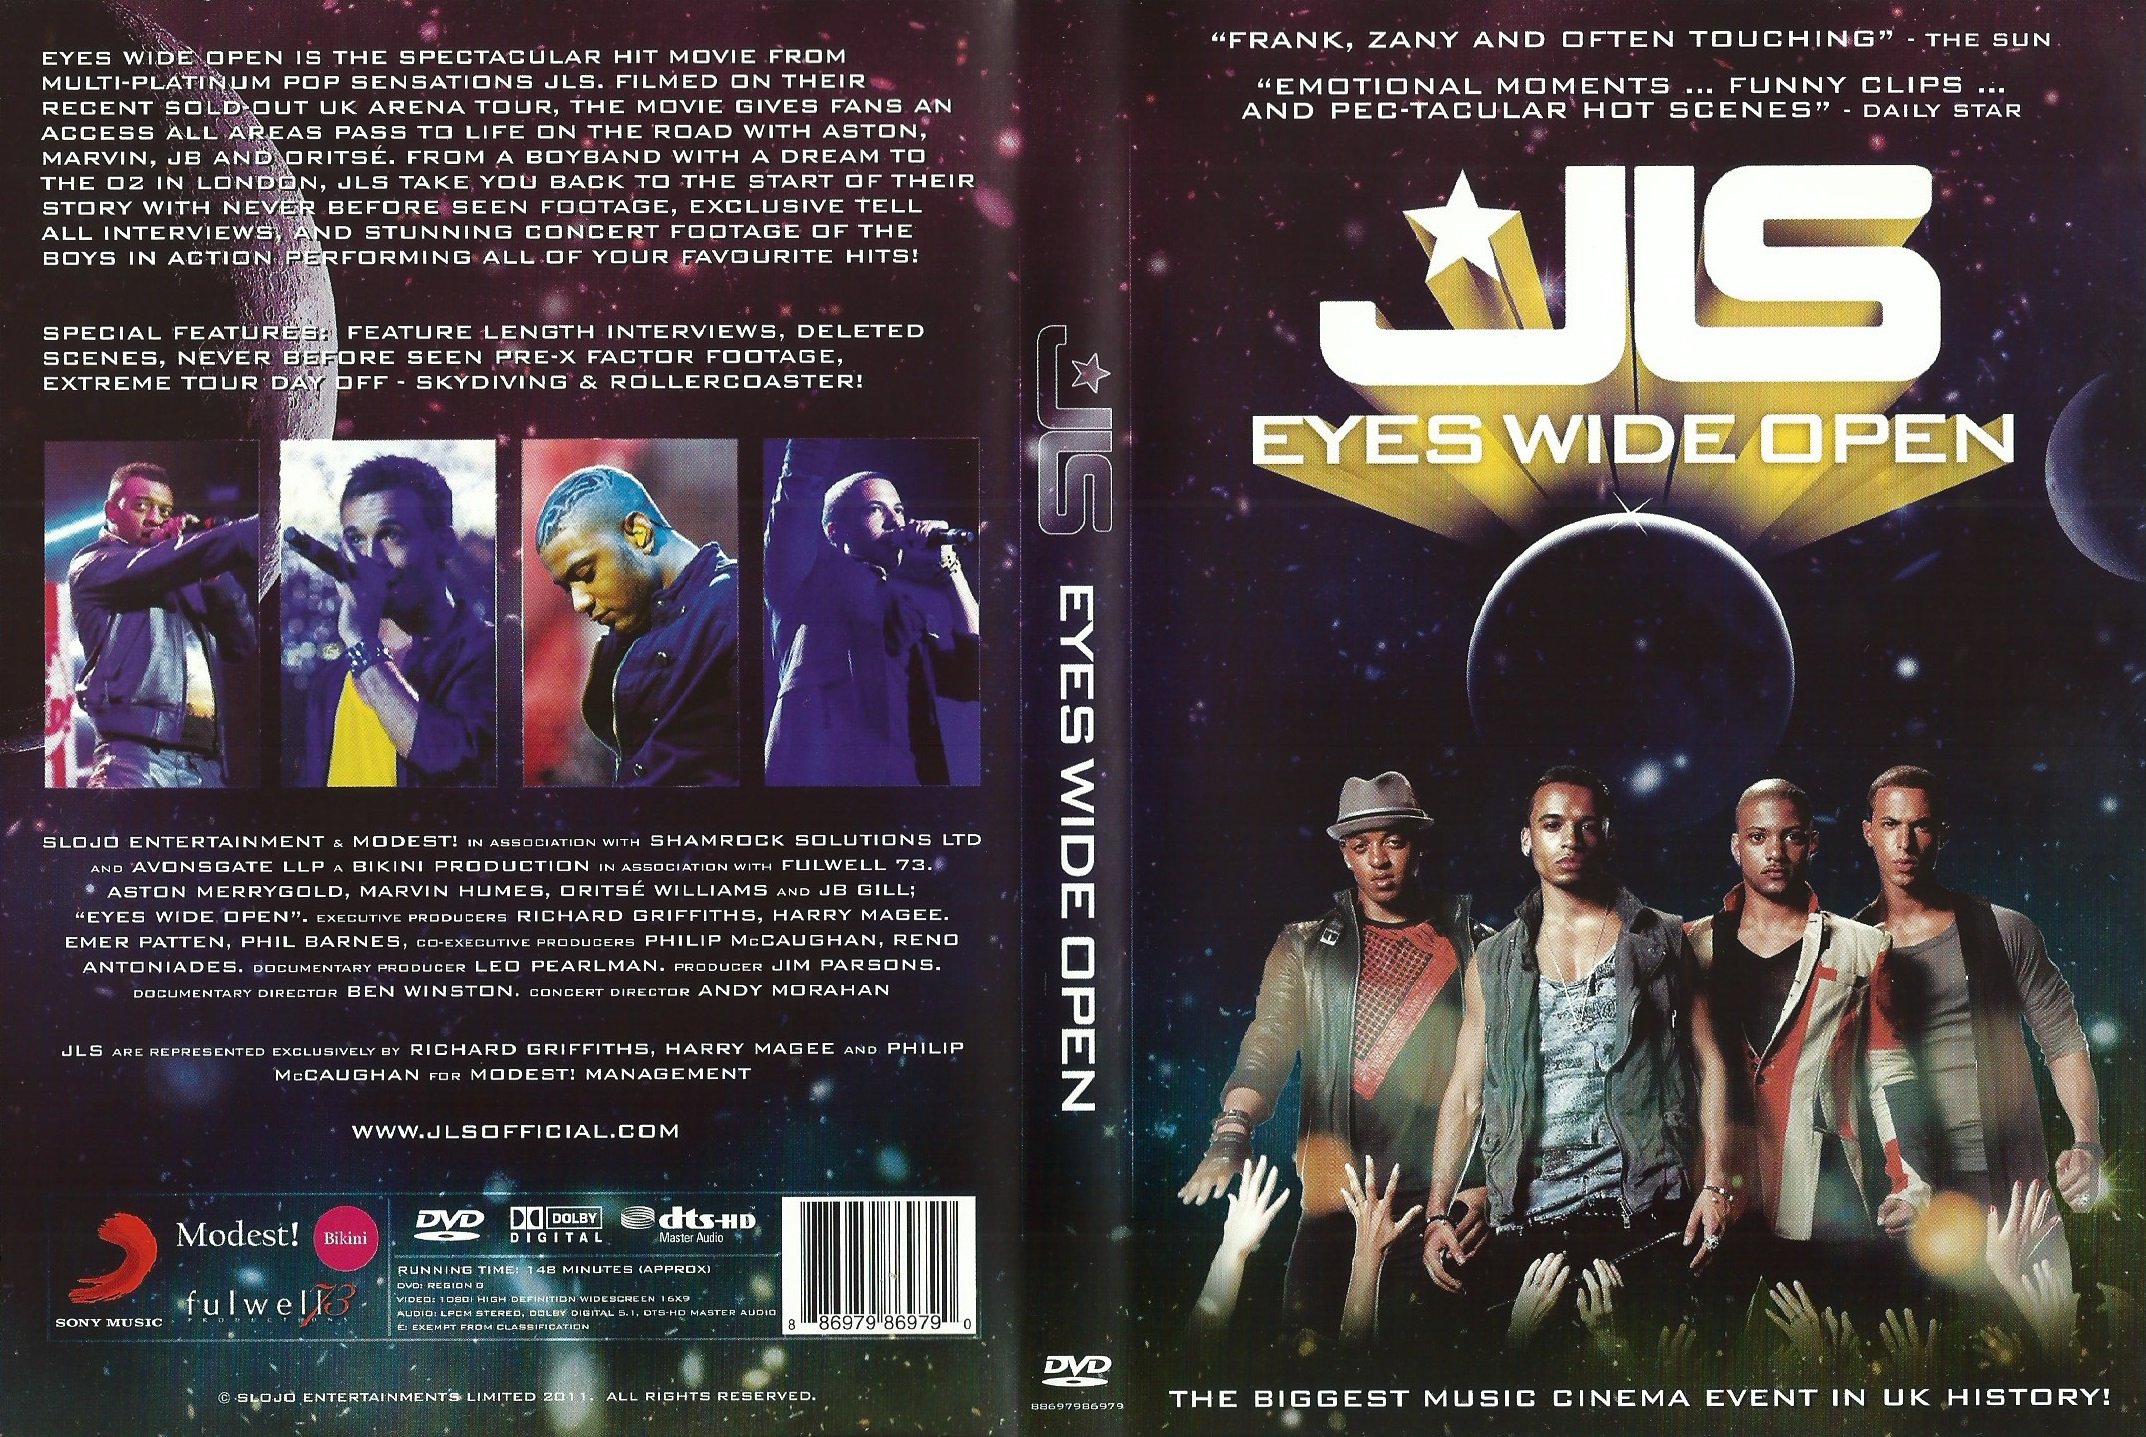 EYES WIDE OPEN IS THE SPECTACULAR HIT MOVIE FROM
MULTI-PLATINUM POP SENSATIONS JLS. FILMED ON THEIR
RECENT SOLD-OUT UK ARENA TOUR, THE MOVIE GIVES FANS AN
ACCESS ALL AREAS PASS TO LIFE ON THE ROAD WITH ASTON,
MARVIN, JB AND ORITSÉ. FROM A BOYBAND WITH A DREAM TO
THE O2 IN LONDON, JLS TAKE YOU BACK TO THE START OF THEIR
STORY WITH NEVER BEFORE SEEN FOOTAGE, EXCLUSIVE TELL
ALL INTERVIEWS, AND STUNNING CONCERT FOOTAGE OF THE
BOYS IN ACTION PERFORMING ALL OF YOUR FAVOURITE HITS!
SPECIAL FEATURES: FEATURE LENGTH INTERVIEWS, DELETED
SCENES, NEVER BEFORE SEEN PRE-X FACTOR FOOTAGE,
EXTREME TOUR DAY OFF - SKYDIVING & ROLLERCOASTER!
SLOJO ENTERTAINMENT & MODEST! IN ASSOCIATION WITH SHAMROCK SOLUTIONS LTD
AND AVONSGATE LLP A BIKINI PRODUCTION IN ASSOCIATION WITH FULWELL 73.
ASTON MERRYGOLD, MARVIN HUMES, ORITSÉ WILLIAMS AND JB GILL;
“EYES WIDE OPEN”. EXECUTIVE PRODUCERS RICHARD GRIFFITHS, HARRY MAGEE.
EMER PATTEN, PHIL BARNES, CO-EXECUTIVE PRODUCERS PHILIP McCAUGHAN, RENO
ANTONIADES. DOCUMENTARY PRODUCER LEO PEARLMAN. PRODUCER JIM PARSONS.
DOCUMENTARY DIRECTOR BEN WINSTON. CONCERT DIRECTOR ANDY MORAHAN
JLS ARE REPRESENTED EXCLUSIVELY BY RICHARD GRIFFITHS, HARRY MAGEE AND PHILIP
McCAUGHAN FOR MODEST! MANAGEMENT
WWW.JLSOFFICIAL.COM
SONY MUSIC
Modest!
Bikini
fulwell 73
PRODUCTIONS
DVD
DOLBY
DIGITAL
dts-HD
Master Audio
RUNNING TIME: 148 MINUTES (APPROX)
DVD: REGION 0
VIDEO: 1080I HIGH DEFINITION WIDESCREEN 16X9
AUDIO: LPCM STEREO, DOLBY DIGITAL 5.1, DTS-HD MASTER AUDIO
E: EXEMPT FROM CLASSIFICATION
8 86979 86979 0
© SLOJO ENTERTAINMENTS LIMITED 2011. ALL RIGHTS RESERVED.
JLS
EYES WIDE OPEN
DVD
88697986979
“FRANK, ZANY AND OFTEN TOUCHING” - THE SUN
“EMOTIONAL MOMENTS ... FUNNY CLIPS ...
AND PEC-TACULAR HOT SCENES” - DAILY STAR
JLS
EYES WIDE OPEN
THE BIGGEST MUSIC CINEMA EVENT IN UK HISTORY!